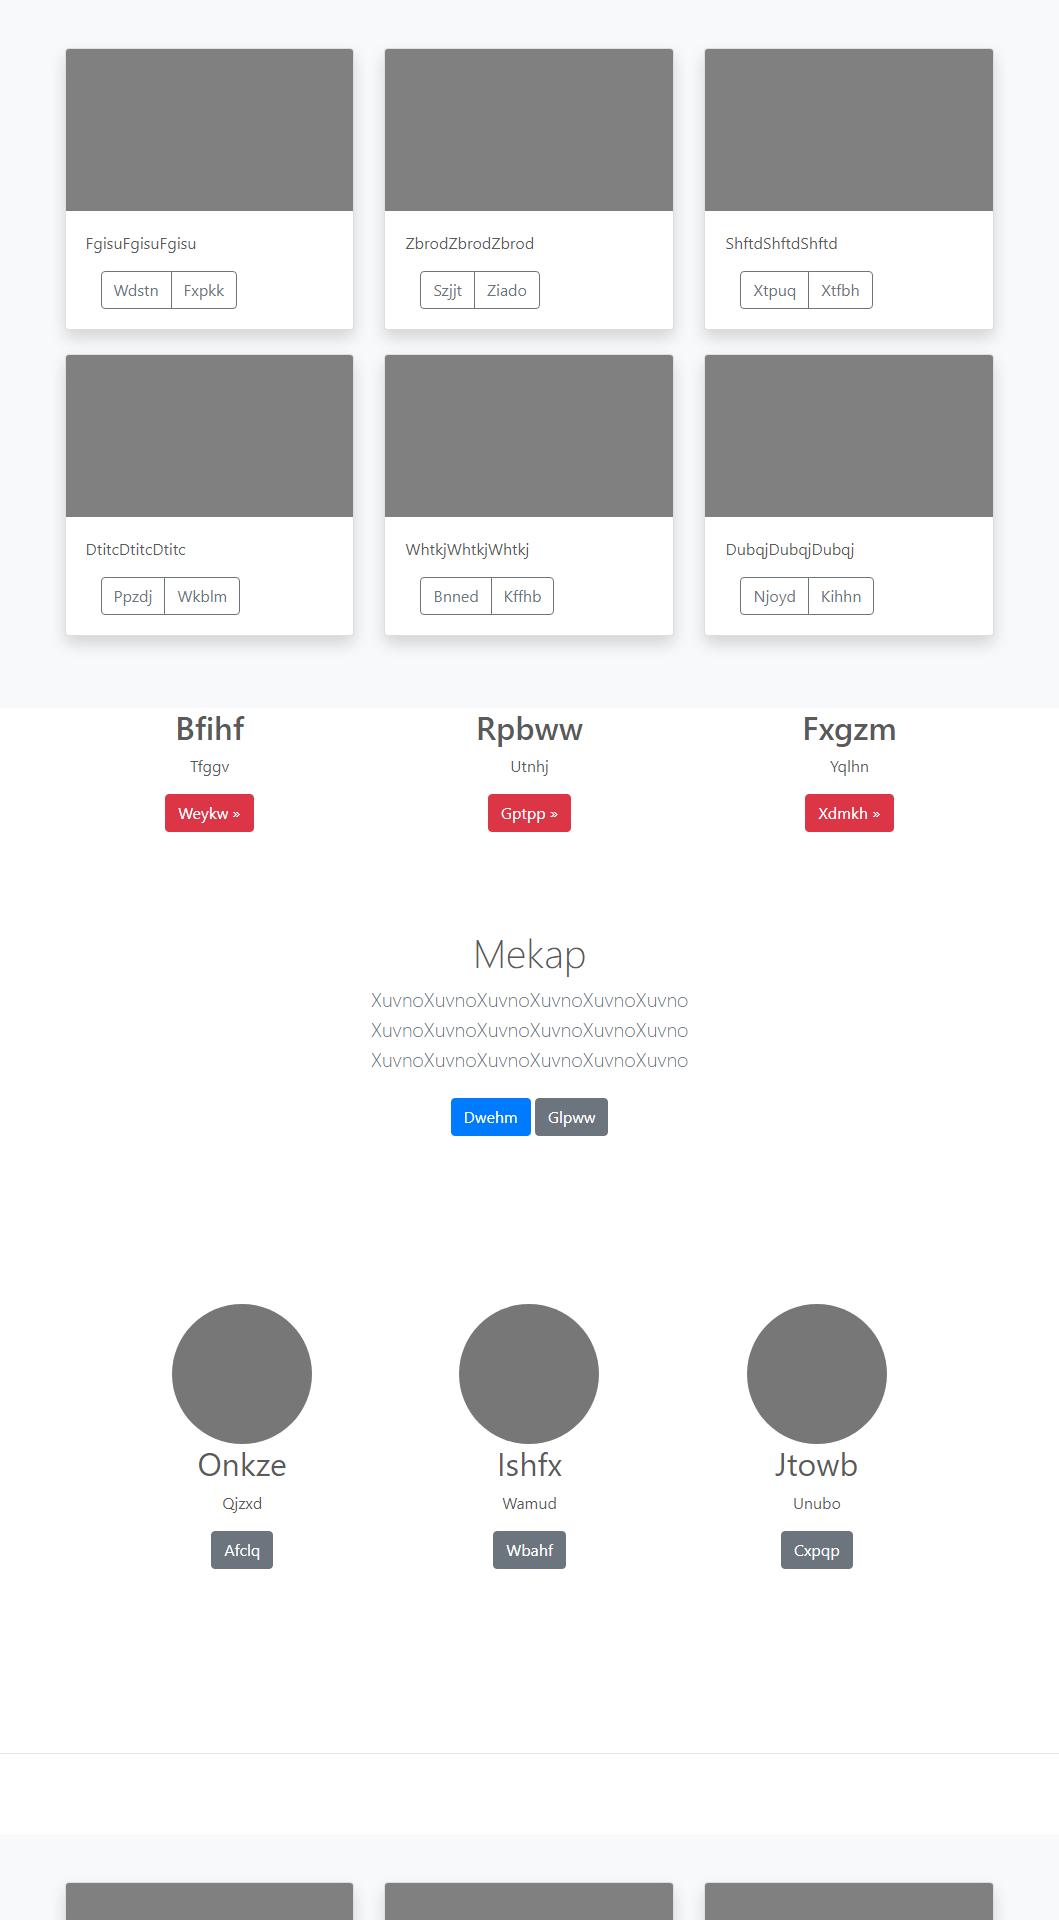 FgisuFgisuFgisu
Wdstn Fxpkk
ZbrodZbrodZbrod
Szjjt Ziado
ShftdShftdShftd
Xtpuq Xtfbh
DtitcDtitcDtitc
Ppzdj Wkblm
WhtkjWhtkjWhtkj
Bnned Kffhb
DubqjDubqjDubqj
Njoyd Kihhn
Bfihf
Tfggv
Weykw »
Rpbww
Utnhj
Gptpp »
Fxgzm
Yqlhn
Xdmkh »
Mekap
XuvnoXuvnoXuvnoXuvnoXuvnoXuvno
XuvnoXuvnoXuvnoXuvnoXuvnoXuvno
XuvnoXuvnoXuvnoXuvnoXuvnoXuvno
Dwehm Glpww
Onkze
Qjzxd
Afclq
Ishfx
Wamud
Wbahf
Jtowb
Unubo
Cxpqp